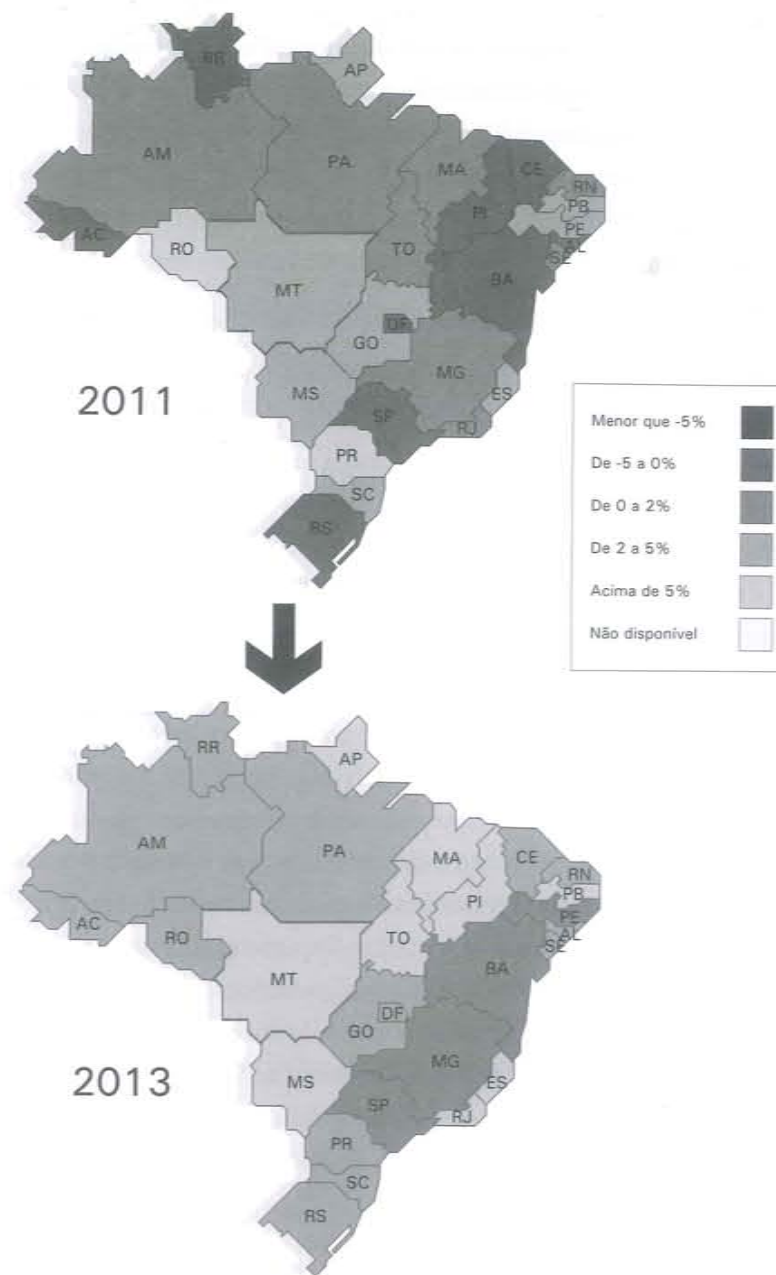 RR
AP
AM
PA
MA
CE
RN
PB
PI
PE
AC
AL
SE
RO
TO
BA
MT
DF
GO
MG
MS
ES
2011
SP
RJ
PR
SC
RS
Menor que -5%
De -5 a 0%
De 0 a 2%
De 2 a 5%
Acima de 5%
Não disponível
RR
AP
AM
PA
MA
CE
RN
PB
PI
PE
AC
AL
RO
TO
SE
BA
MT
DF
GO
MG
2013
MS
ES
SP
RJ
PR
SC
RS